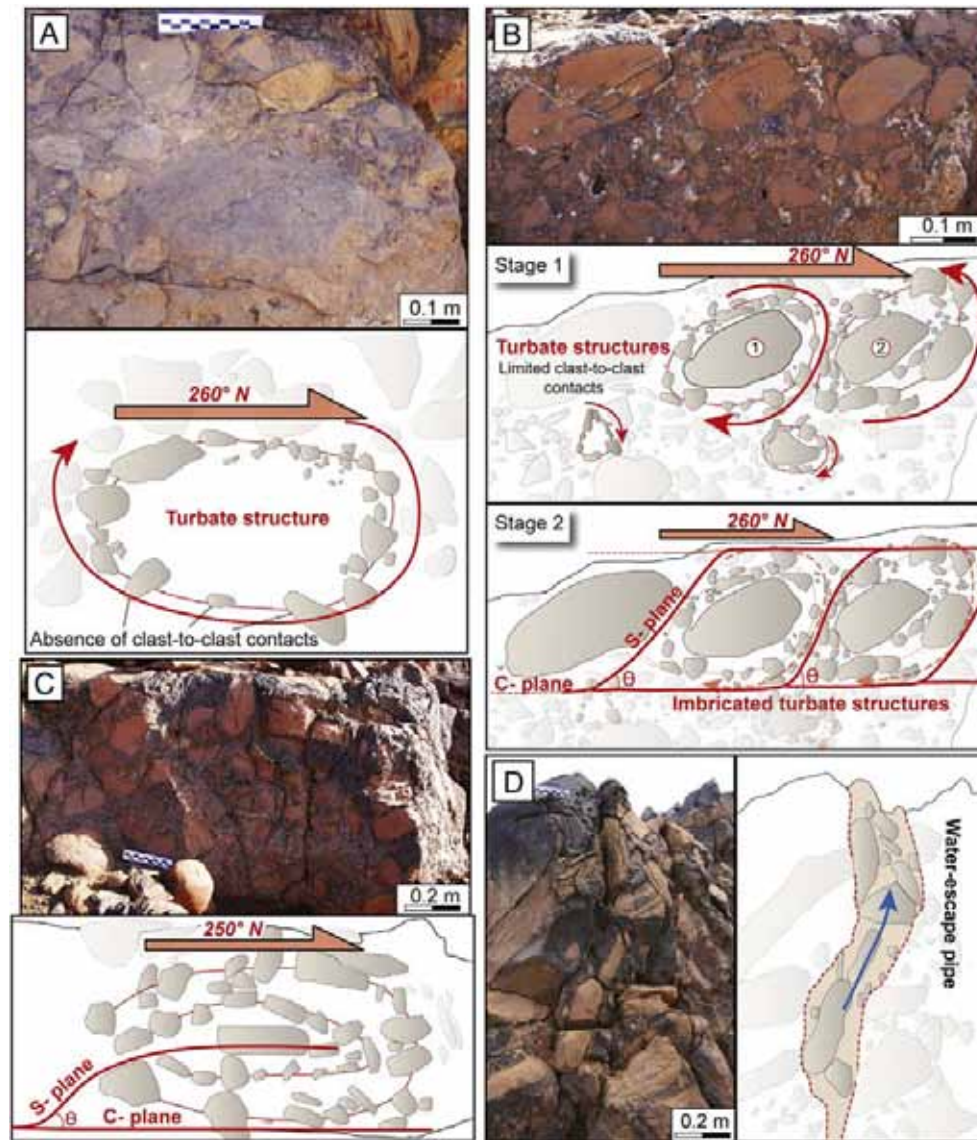 A
0.1 m
260° N
Turbate structure
Absence of clast-to-clast contacts
B
0.1 m
Stage 1
260° N
Turbate structures
Limited clast-to-clast
contacts
1
2
Stage 2
260° N
S- plane
C- plane
θ
θ
Imbricated turbate structures
C
0.2 m
250° N
S- plane
θ
C- plane
D
0.2 m
Water-escape pipe